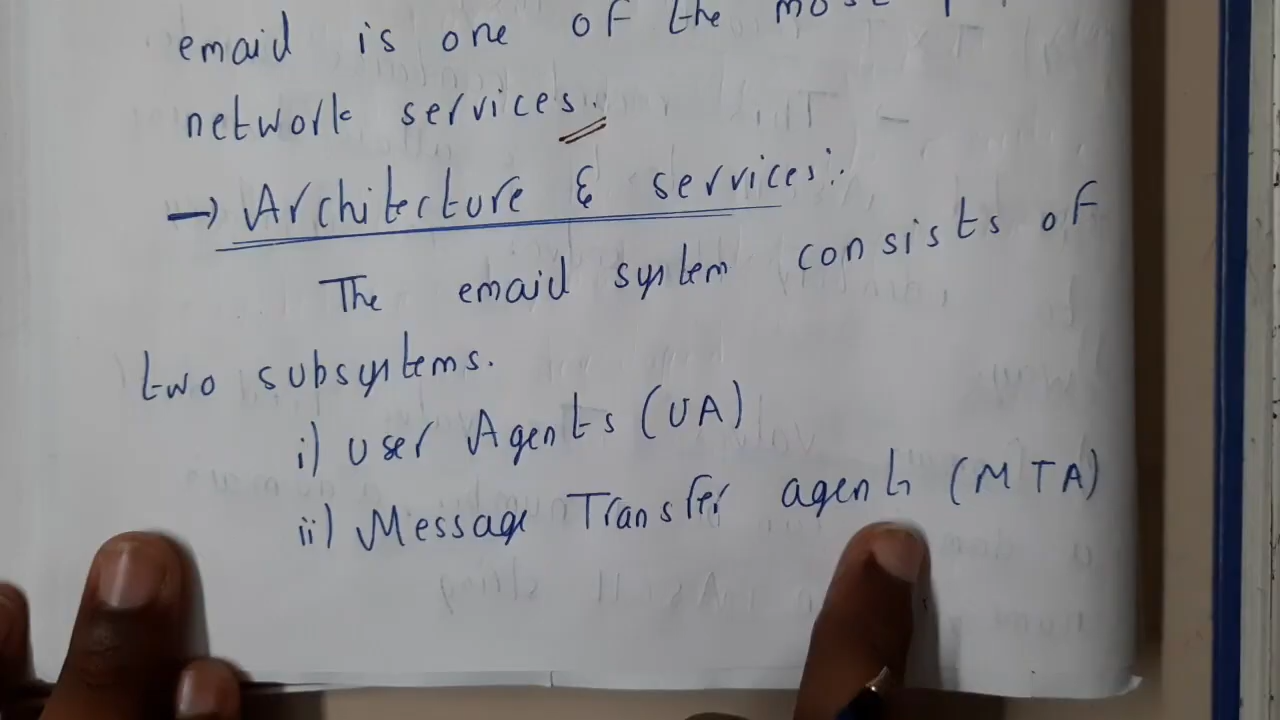 email is one of the most
network services.
→ Architecture & services:
The email system consists of
two subsystems.
i) User Agents (UA)
ii) Message Transfer agents (MTA)